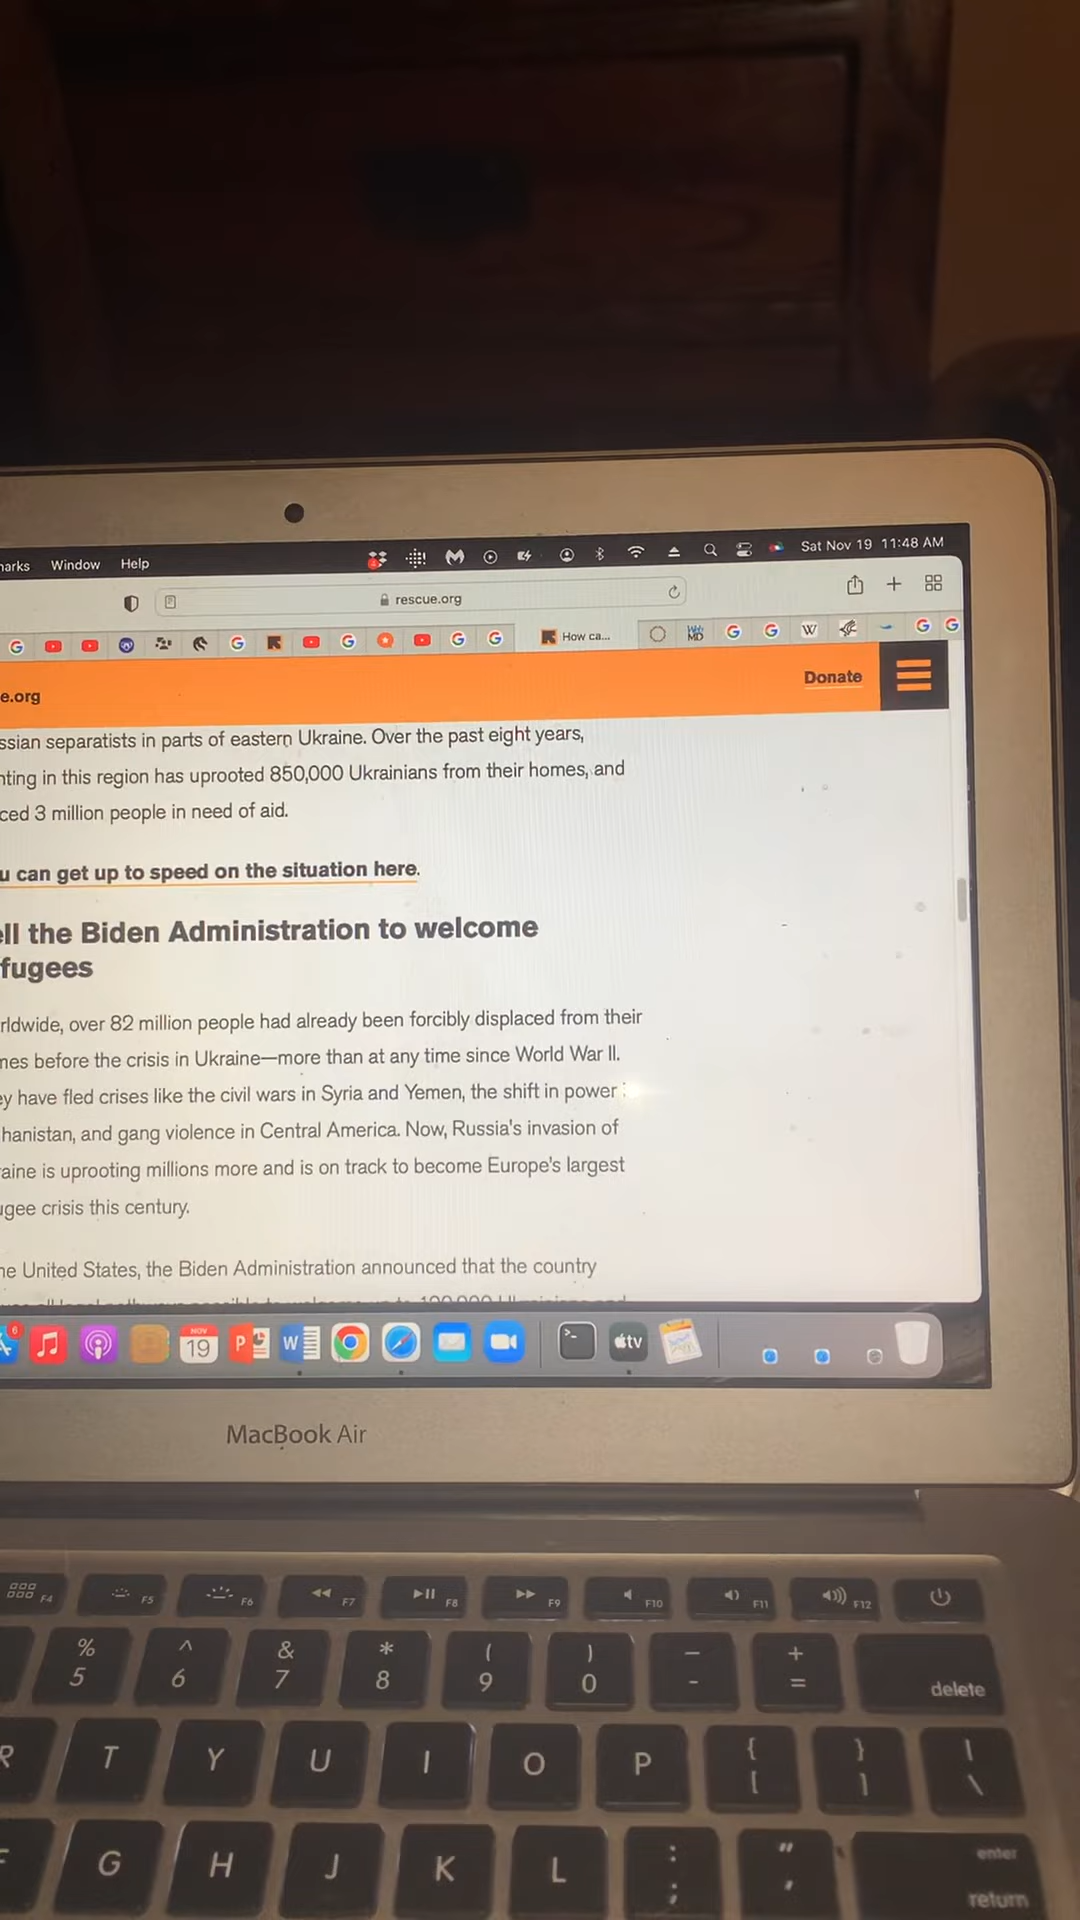 narks Window Help
Sat Nov 19 11:48 AM
rescue.org
How ca...
Web
MD
W
e.org
Donate
ssian separatists in parts of eastern Ukraine. Over the past eight years,
nting in this region has uprooted 850,000 Ukrainians from their homes, and
ced 3 million people in need of aid.
u can get up to speed on the situation here.
ell the Biden Administration to welcome
fugees
rldwide, over 82 million people had already been forcibly displaced from their
mes before the crisis in Ukraine—more than at any time since World War II.
ey have fled crises like the civil wars in Syria and Yemen, the shift in power
hanistan, and gang violence in Central America. Now, Russia's invasion of
aine is uprooting millions more and is on track to become Europe's largest
ugee crisis this century.
he United States, the Biden Administration announced that the country
6
NOV
19
P
W
tv
MacBook Air
F4 F5 F6 F7 F8 F9 F10 F11 F12
% ^ & * ( ) – +
5 6 7 8 9 0 - =
delete
R T Y U I O P { } |
[ ] \
F G H J K L : "
; '
enter
return